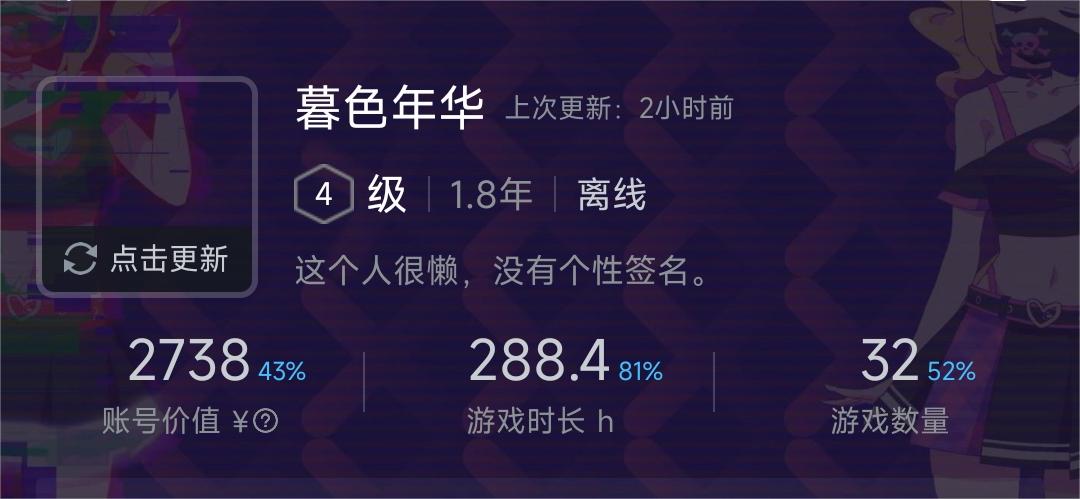 暮色年华 上次更新：2小时前
4 级 1.8年 离线
点击更新
这个人很懒，没有个性签名。
2738 43% 288.4 81% 32 52%
账号价值 ¥? 游戏时长 h 游戏数量